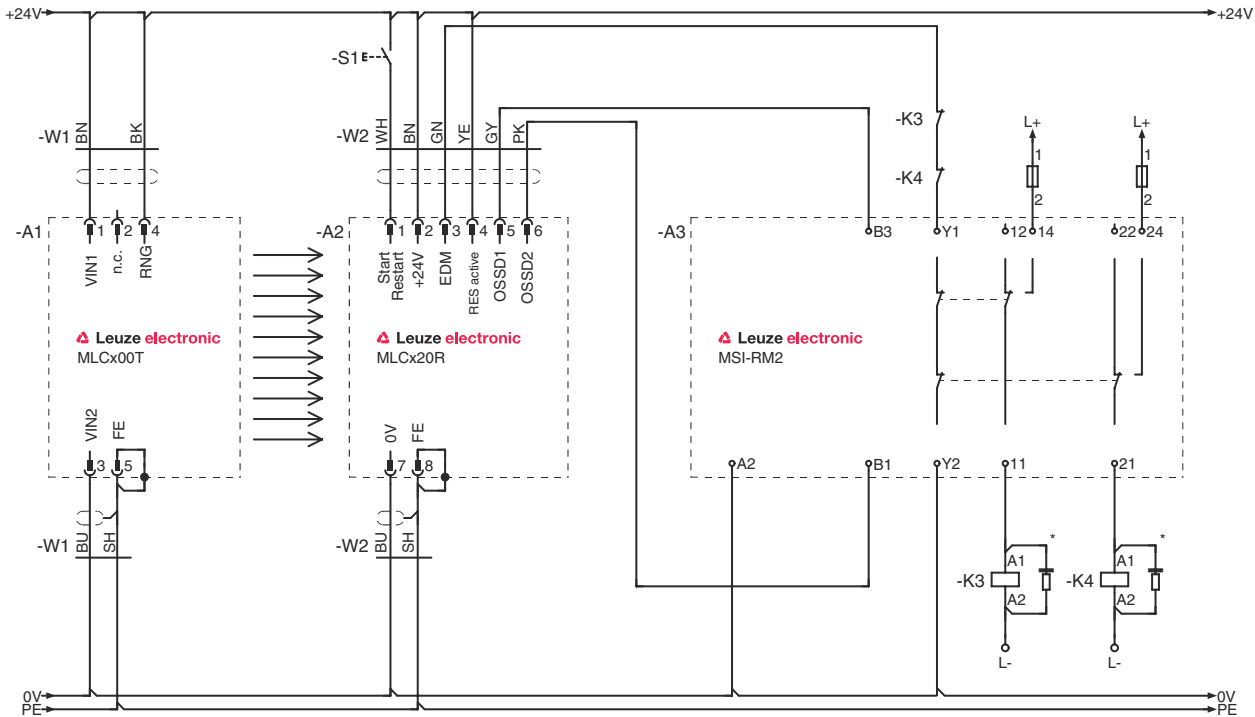 +24V +24V
-S1
-K3
L+ L+
-W1 BN BK -W2 WH BN GN YE GY PK
1 1
-K4
2 2
-A1 1 2 4 -A2 1 2 3 4 5 6 -A3 B3 Y1 12 14 22 24
VIN1 n.c. RNG Start Restart +24V EDM RES active OSSD1 OSSD2
Leuze electronic Leuze electronic Leuze electronic
MLCx00T MLCx20R MSI-RM2
VIN2 FE 0V FE
3 5 7 8 A2 B1 Y2 11 21
-W1 BU SH -W2 BU SH
* *
A1 A1
-K3 -K4
A2 A2
L- L-
0V 0V
PE PE